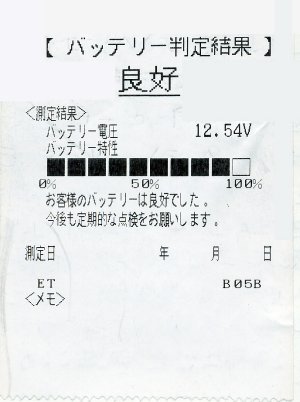 【 バッテリー判定結果 】
良好
＜測定結果＞
バッテリー電圧 12.54V
バッテリー特性
0% 50% 100%
お客様のバッテリーは良好でした。
今後も定期的な点検をお願いします。
測定日 年 月 日
ET B05B
＜メモ＞